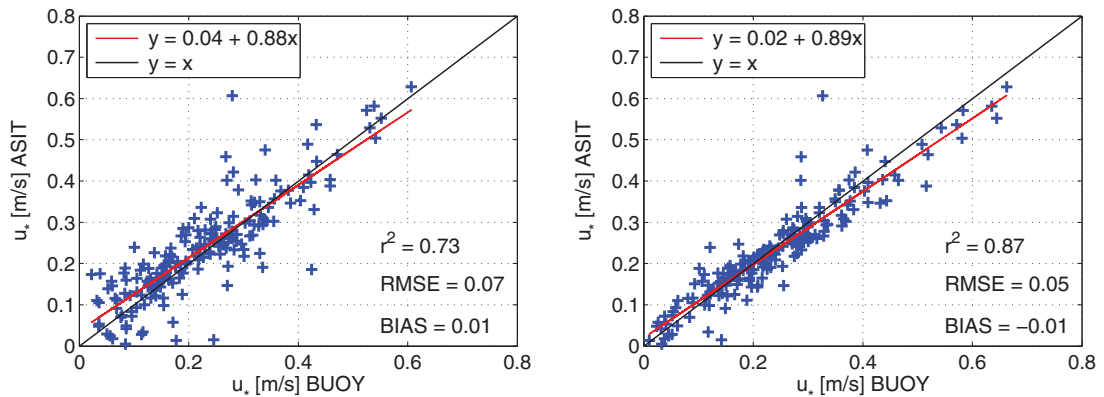 0.8
0.7
0.6
0.5
0.4
0.3
0.2
0.1
0
u* [m/s] ASIT
y = 0.04 + 0.88x
y = x
r² = 0.73
RMSE = 0.07
BIAS = 0.01
0 0.2 0.4 0.6 0.8
u* [m/s] BUOY
0.8
0.7
0.6
0.5
0.4
0.3
0.2
0.1
0
u* [m/s] ASIT
y = 0.02 + 0.89x
y = x
r² = 0.87
RMSE = 0.05
BIAS = −0.01
0 0.2 0.4 0.6 0.8
u* [m/s] BUOY